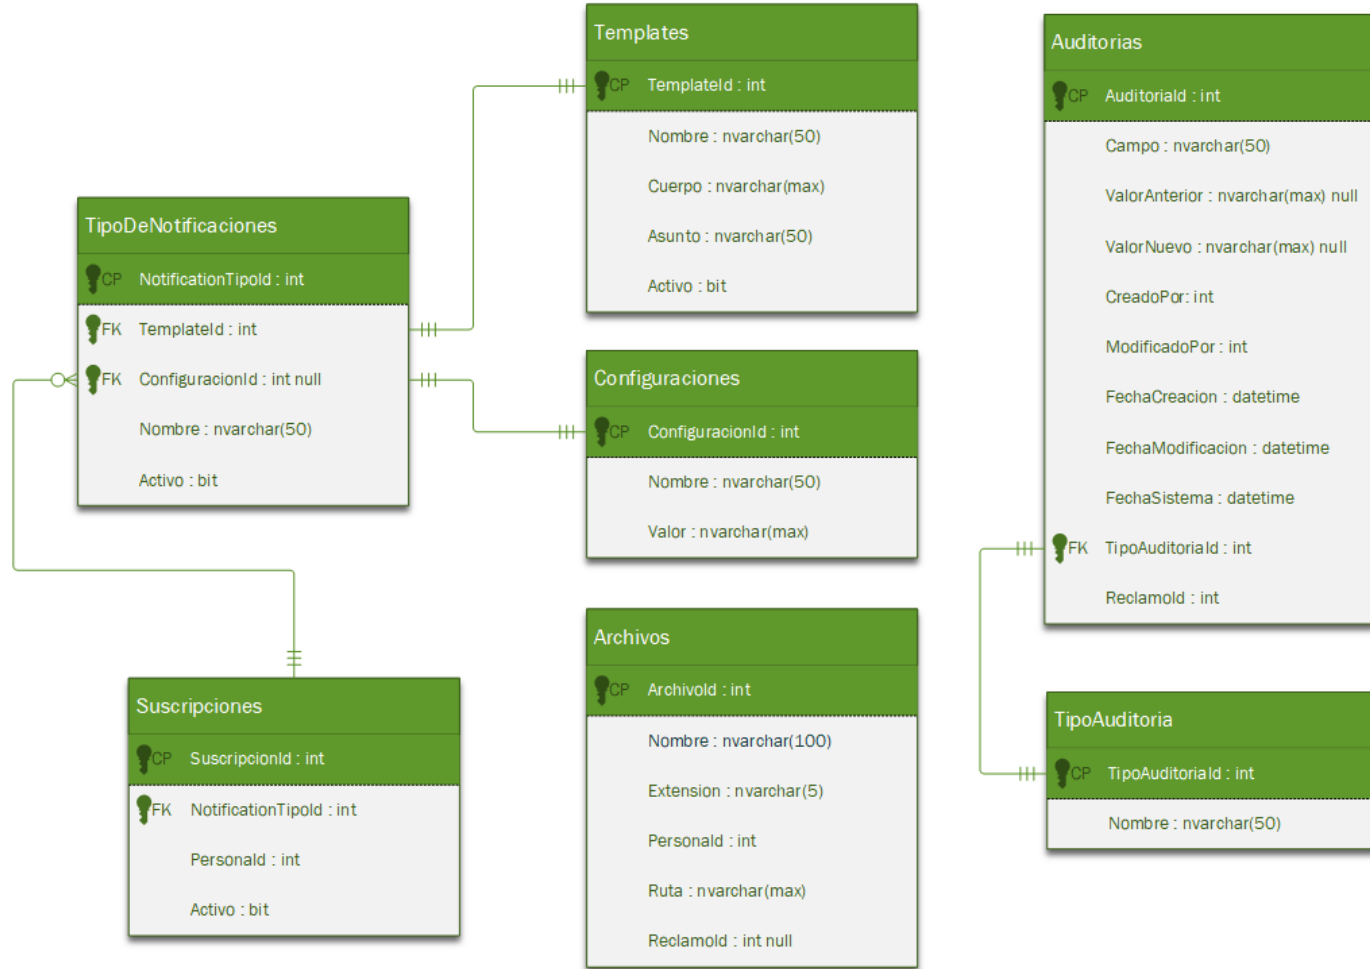 Templates
CP TemplateId : int
Nombre : nvarchar(50)
Cuerpo : nvarchar(max)
Asunto : nvarchar(50)
Activo : bit
Auditorias
CP AuditoriaId : int
Campo : nvarchar(50)
ValorAnterior : nvarchar(max) null
ValorNuevo : nvarchar(max) null
CreadoPor: int
ModificadoPor : int
FechaCreacion : datetime
FechaModificacion : datetime
FechaSistema : datetime
FK TipoAuditoriaId : int
ReclamoId : int
TipoDeNotificaciones
CP NotificationTipoId : int
FK TemplateId : int
FK ConfiguracionId : int null
Nombre : nvarchar(50)
Activo : bit
Configuraciones
CP ConfiguracionId : int
Nombre : nvarchar(50)
Valor : nvarchar(max)
Archivos
CP ArchivoId : int
Nombre : nvarchar(100)
Extension : nvarchar(5)
PersonaId : int
Ruta : nvarchar(max)
ReclamoId : int null
Suscripciones
CP SuscripcionId : int
FK NotificationTipoId : int
PersonaId : int
Activo : bit
TipoAuditoria
CP TipoAuditoriaId : int
Nombre : nvarchar(50)